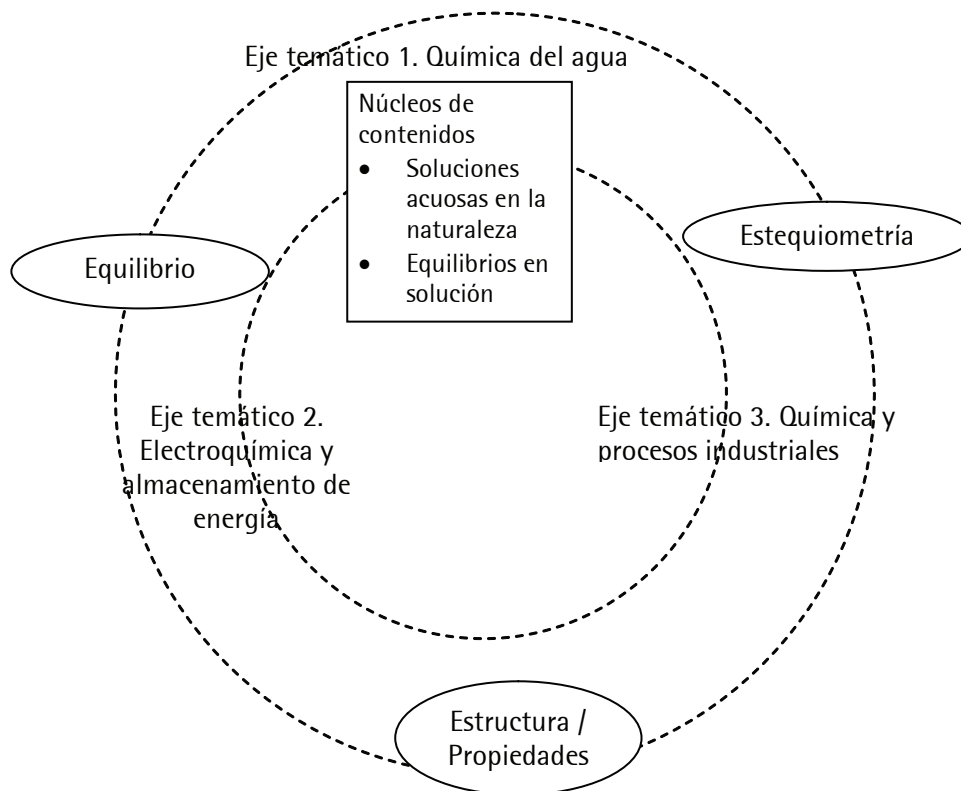 Eje temático 1. Química del agua
Núcleos de
contenidos
• Soluciones
acuosas en la
naturaleza
• Equilibrios en
solución
Equilibrio
Estequiometría
Eje temático 2.
Electroquímica y
almacenamiento de
energía
Eje temático 3. Química y
procesos industriales
Estructura /
Propiedades